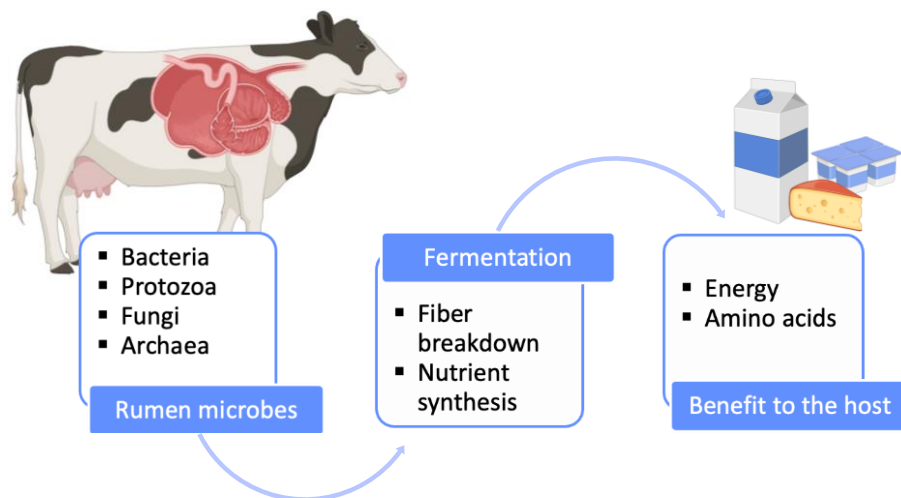 ▪ Bacteria
▪ Protozoa
▪ Fungi
▪ Archaea
Rumen microbes
Fermentation
▪ Fiber
breakdown
▪ Nutrient
synthesis
▪ Energy
▪ Amino acids
Benefit to the host